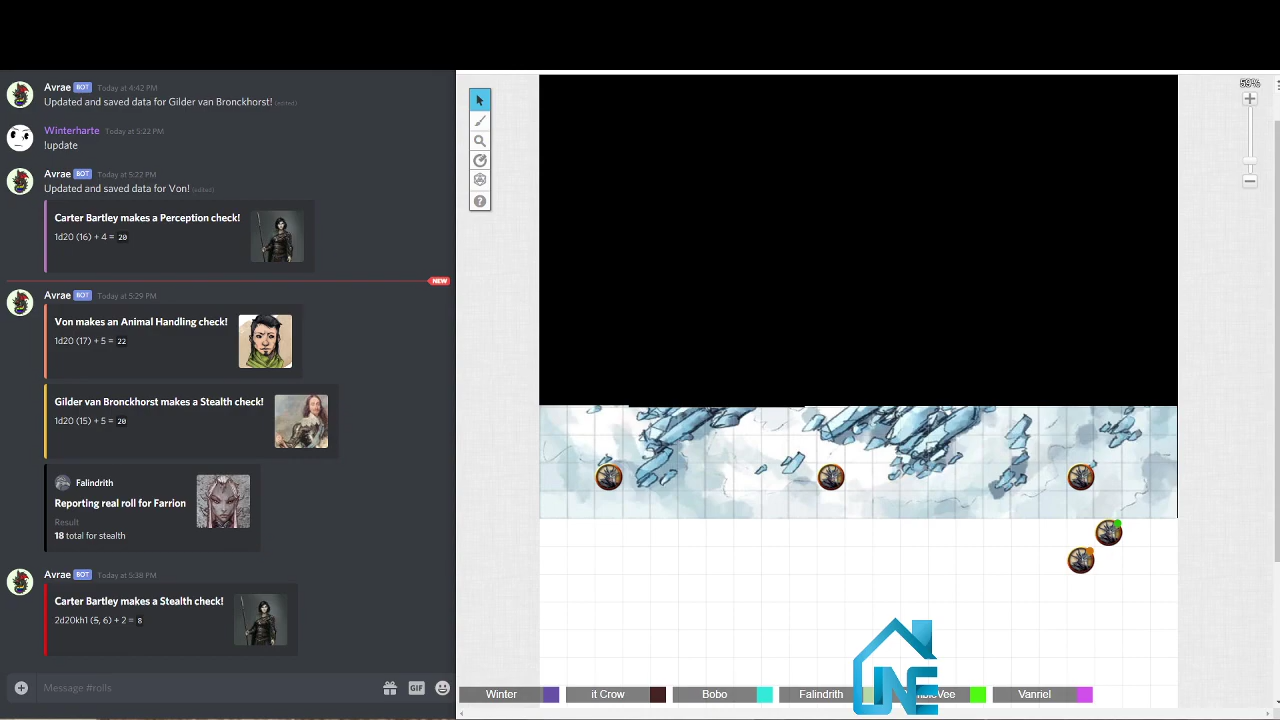 Avrae BOT Today at 4:42 PM
Updated and saved data for Gilder van Bronckhorst! (edited)
Winterharte Today at 5:22 PM
!update
Avrae BOT Today at 5:22 PM
Updated and saved data for Von! (edited)
Carter Bartley makes a Perception check!
1d20 (16) + 4 = 20
NEW
Avrae BOT Today at 5:29 PM
Von makes an Animal Handling check!
1d20 (17) + 5 = 22
Gilder van Bronckhorst makes a Stealth check!
1d20 (15) + 5 = 20
Falindrith
Reporting real roll for Farrion
Result
18 total for stealth
Avrae BOT Today at 5:38 PM
Carter Bartley makes a Stealth check!
2d20kh1 (5, 6) + 2 = 8
Message #rolls
GIF
59%
Winter
it Crow
Bobo
Falindrith
Vee
Vanriel